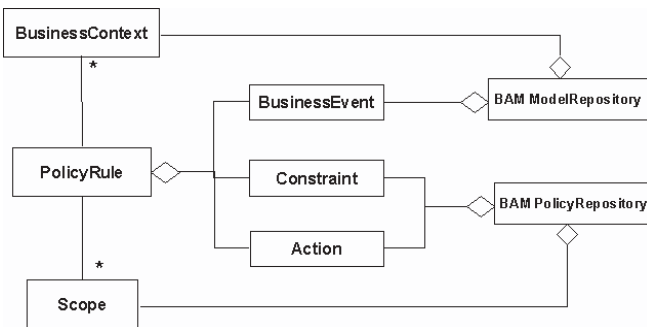 BusinessContext
*
BusinessEvent
BAM ModelRepository
PolicyRule
Constraint
BAM PolicyRepository
Action
*
Scope